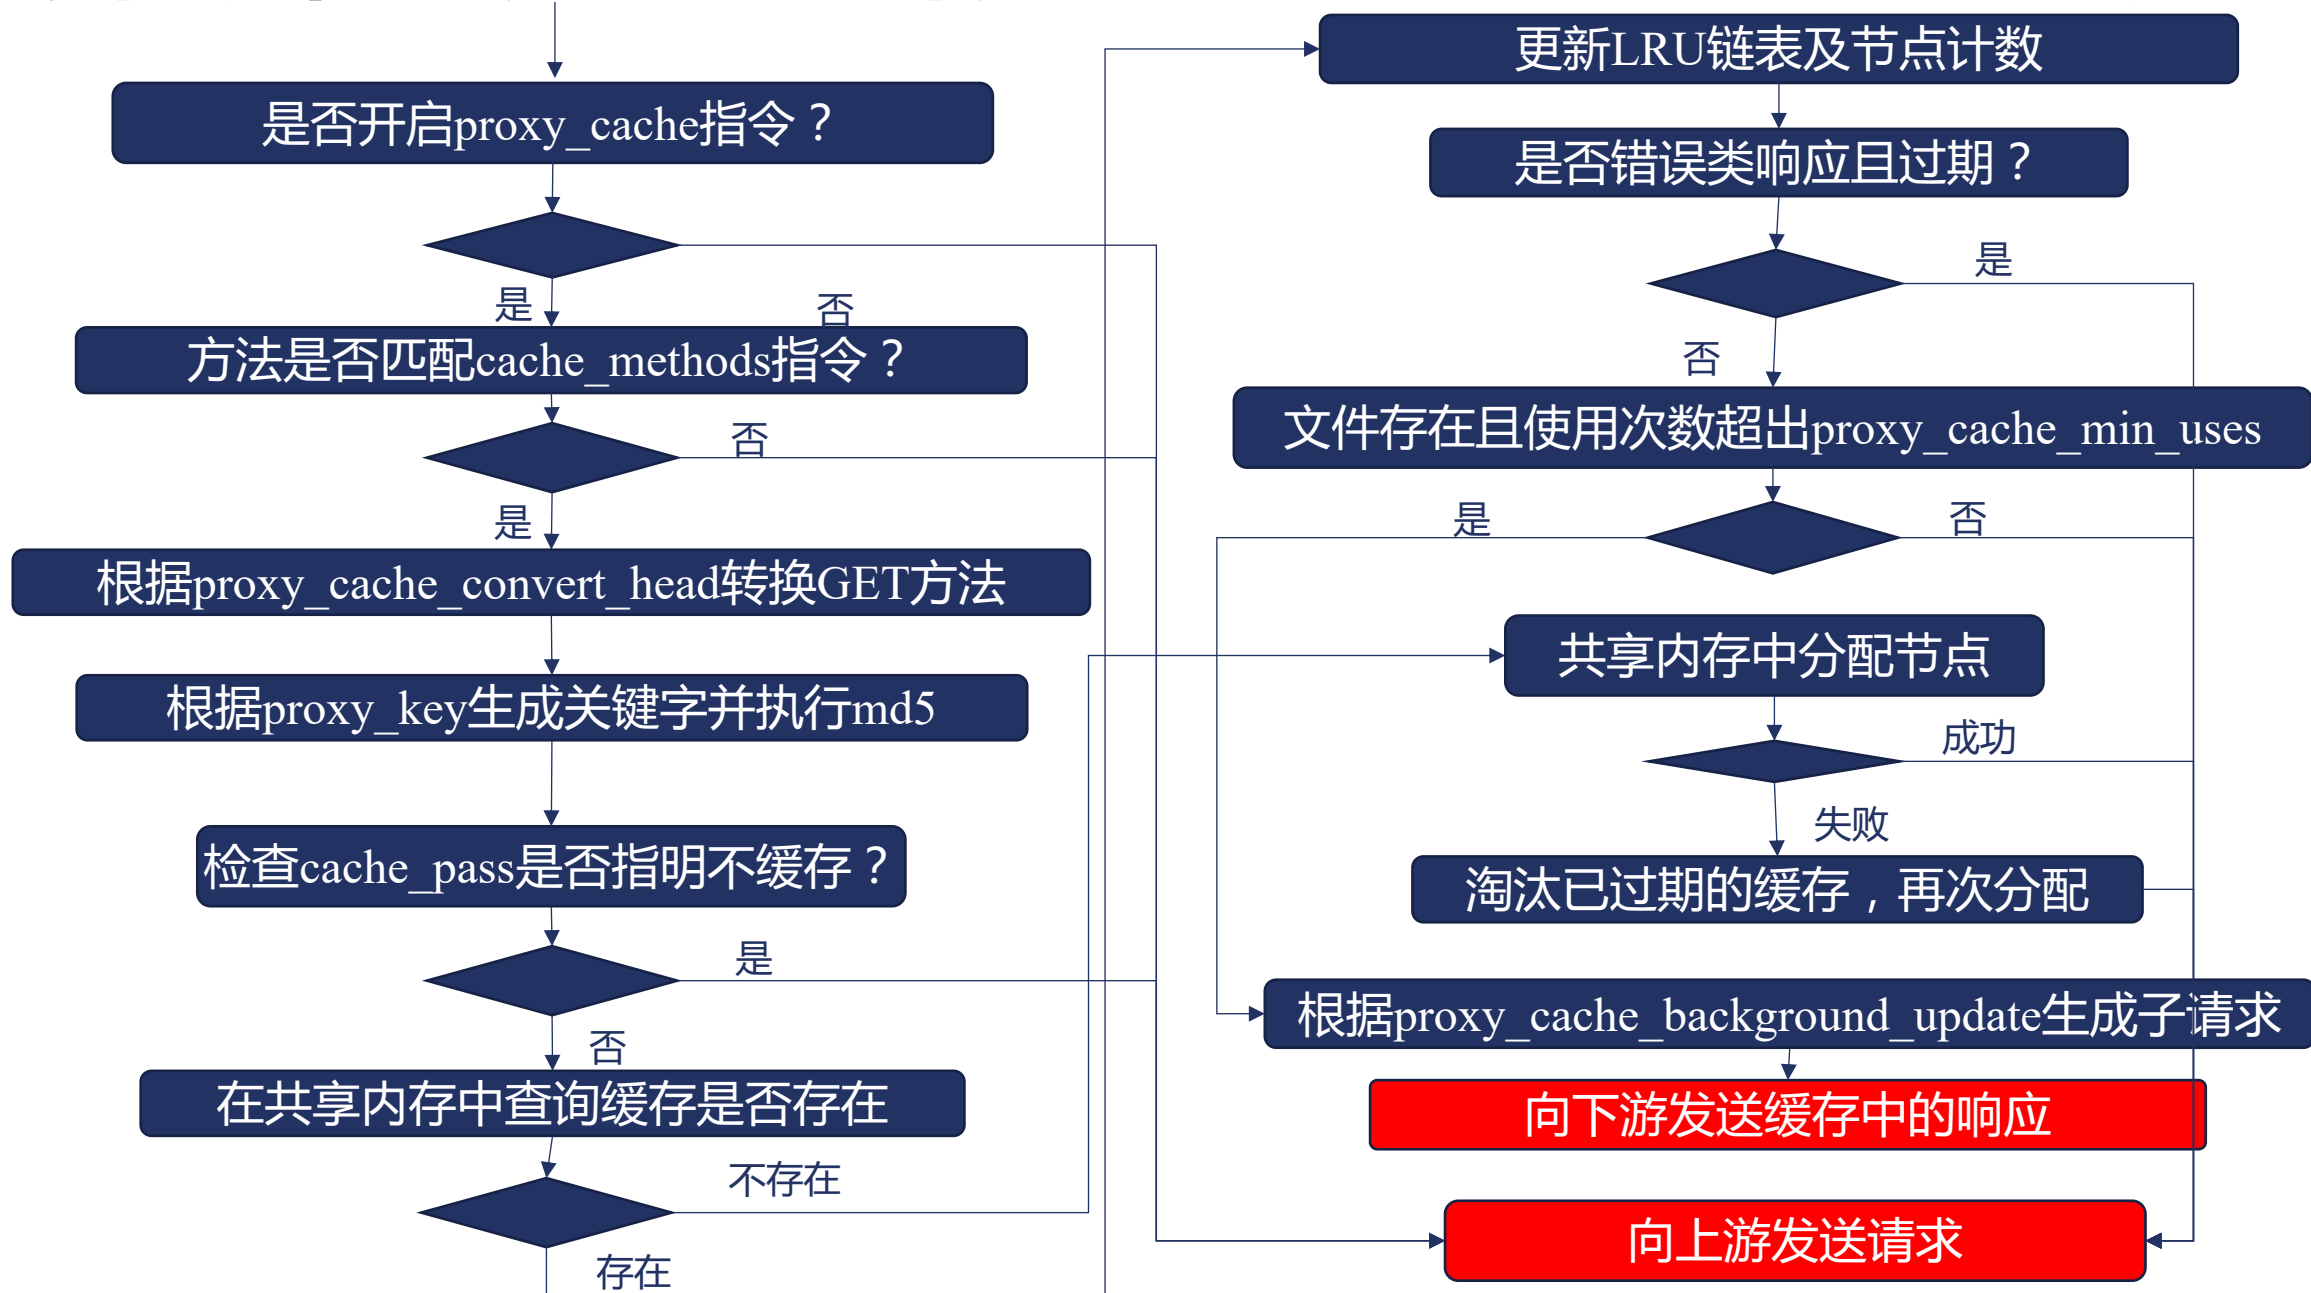 是否开启proxy_cache指令？
是
否
方法是否匹配cache_methods指令？
否
是
根据proxy_cache_convert_head转换GET方法
根据proxy_key生成关键字并执行md5
检查cache_pass是否指明不缓存？
是
否
在共享内存中查询缓存是否存在
不存在
存在
更新LRU链表及节点计数
是否错误类响应且过期？
是
否
文件存在且使用次数超出proxy_cache_min_uses
是
否
共享内存中分配节点
成功
失败
淘汰已过期的缓存，再次分配
根据proxy_cache_background_update生成子请求
向下游发送缓存中的响应
向上游发送请求